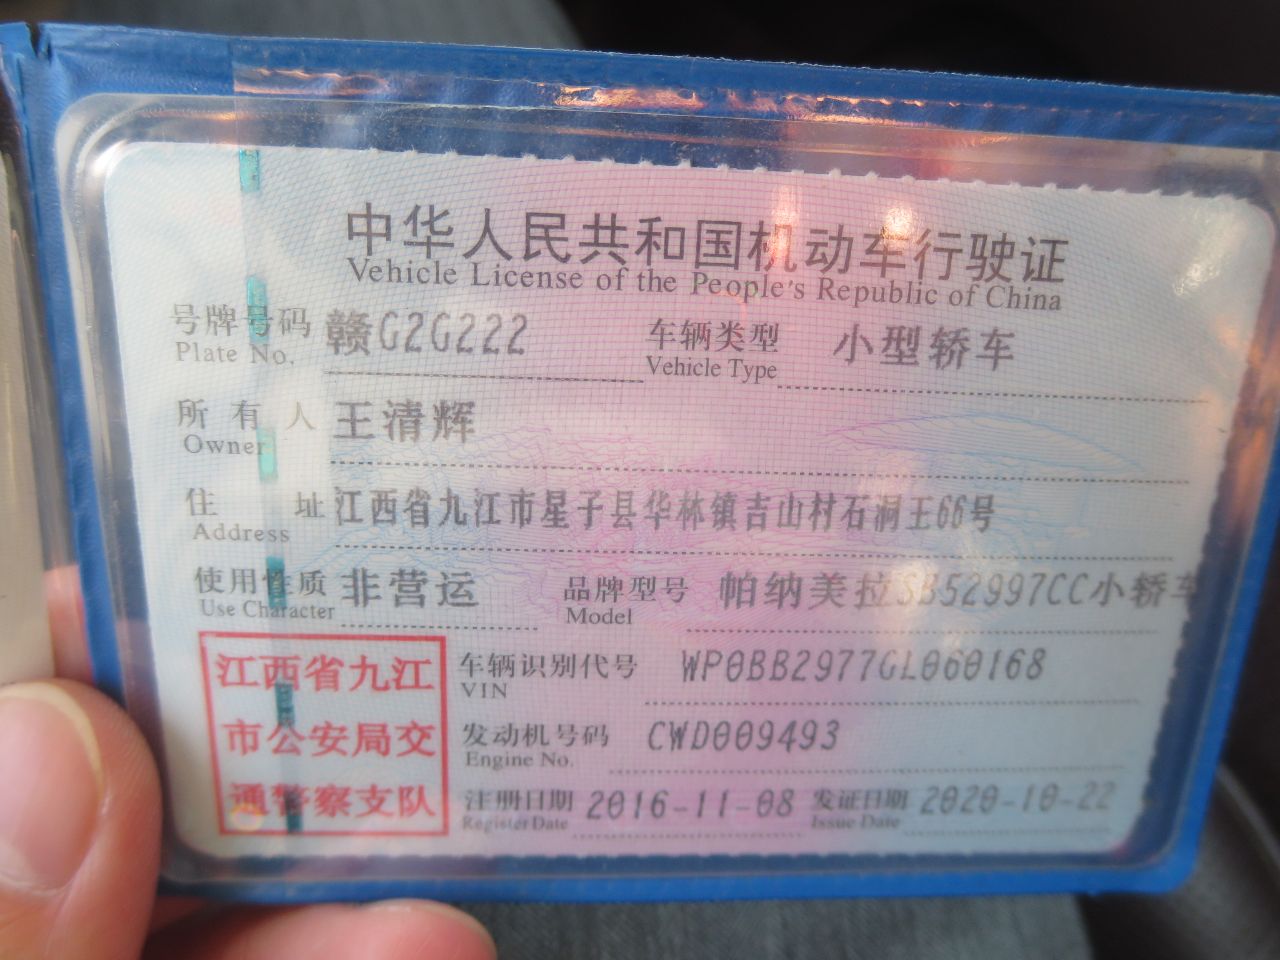 中华人民共和国机动车行驶证
Vehicle License of the People's Republic of China
号牌号码 赣G2G222 车辆类型 小型轿车
Plate No. Vehicle Type
所有人 王清辉
Owner
住址 江西省九江市星子县华林镇吉山村石涧王66号
Address
使用性质 非营运 品牌型号 帕纳美拉SB52997CC小轿车
Use Character Model
江西省九江
市公安局交
通警察支队
车辆识别代号 WP0BB2977GL060168
VIN
发动机号码 CWD009493
Engine No.
注册日期 2016-11-08 发证日期 2020-10-22
Register Date Issue Date